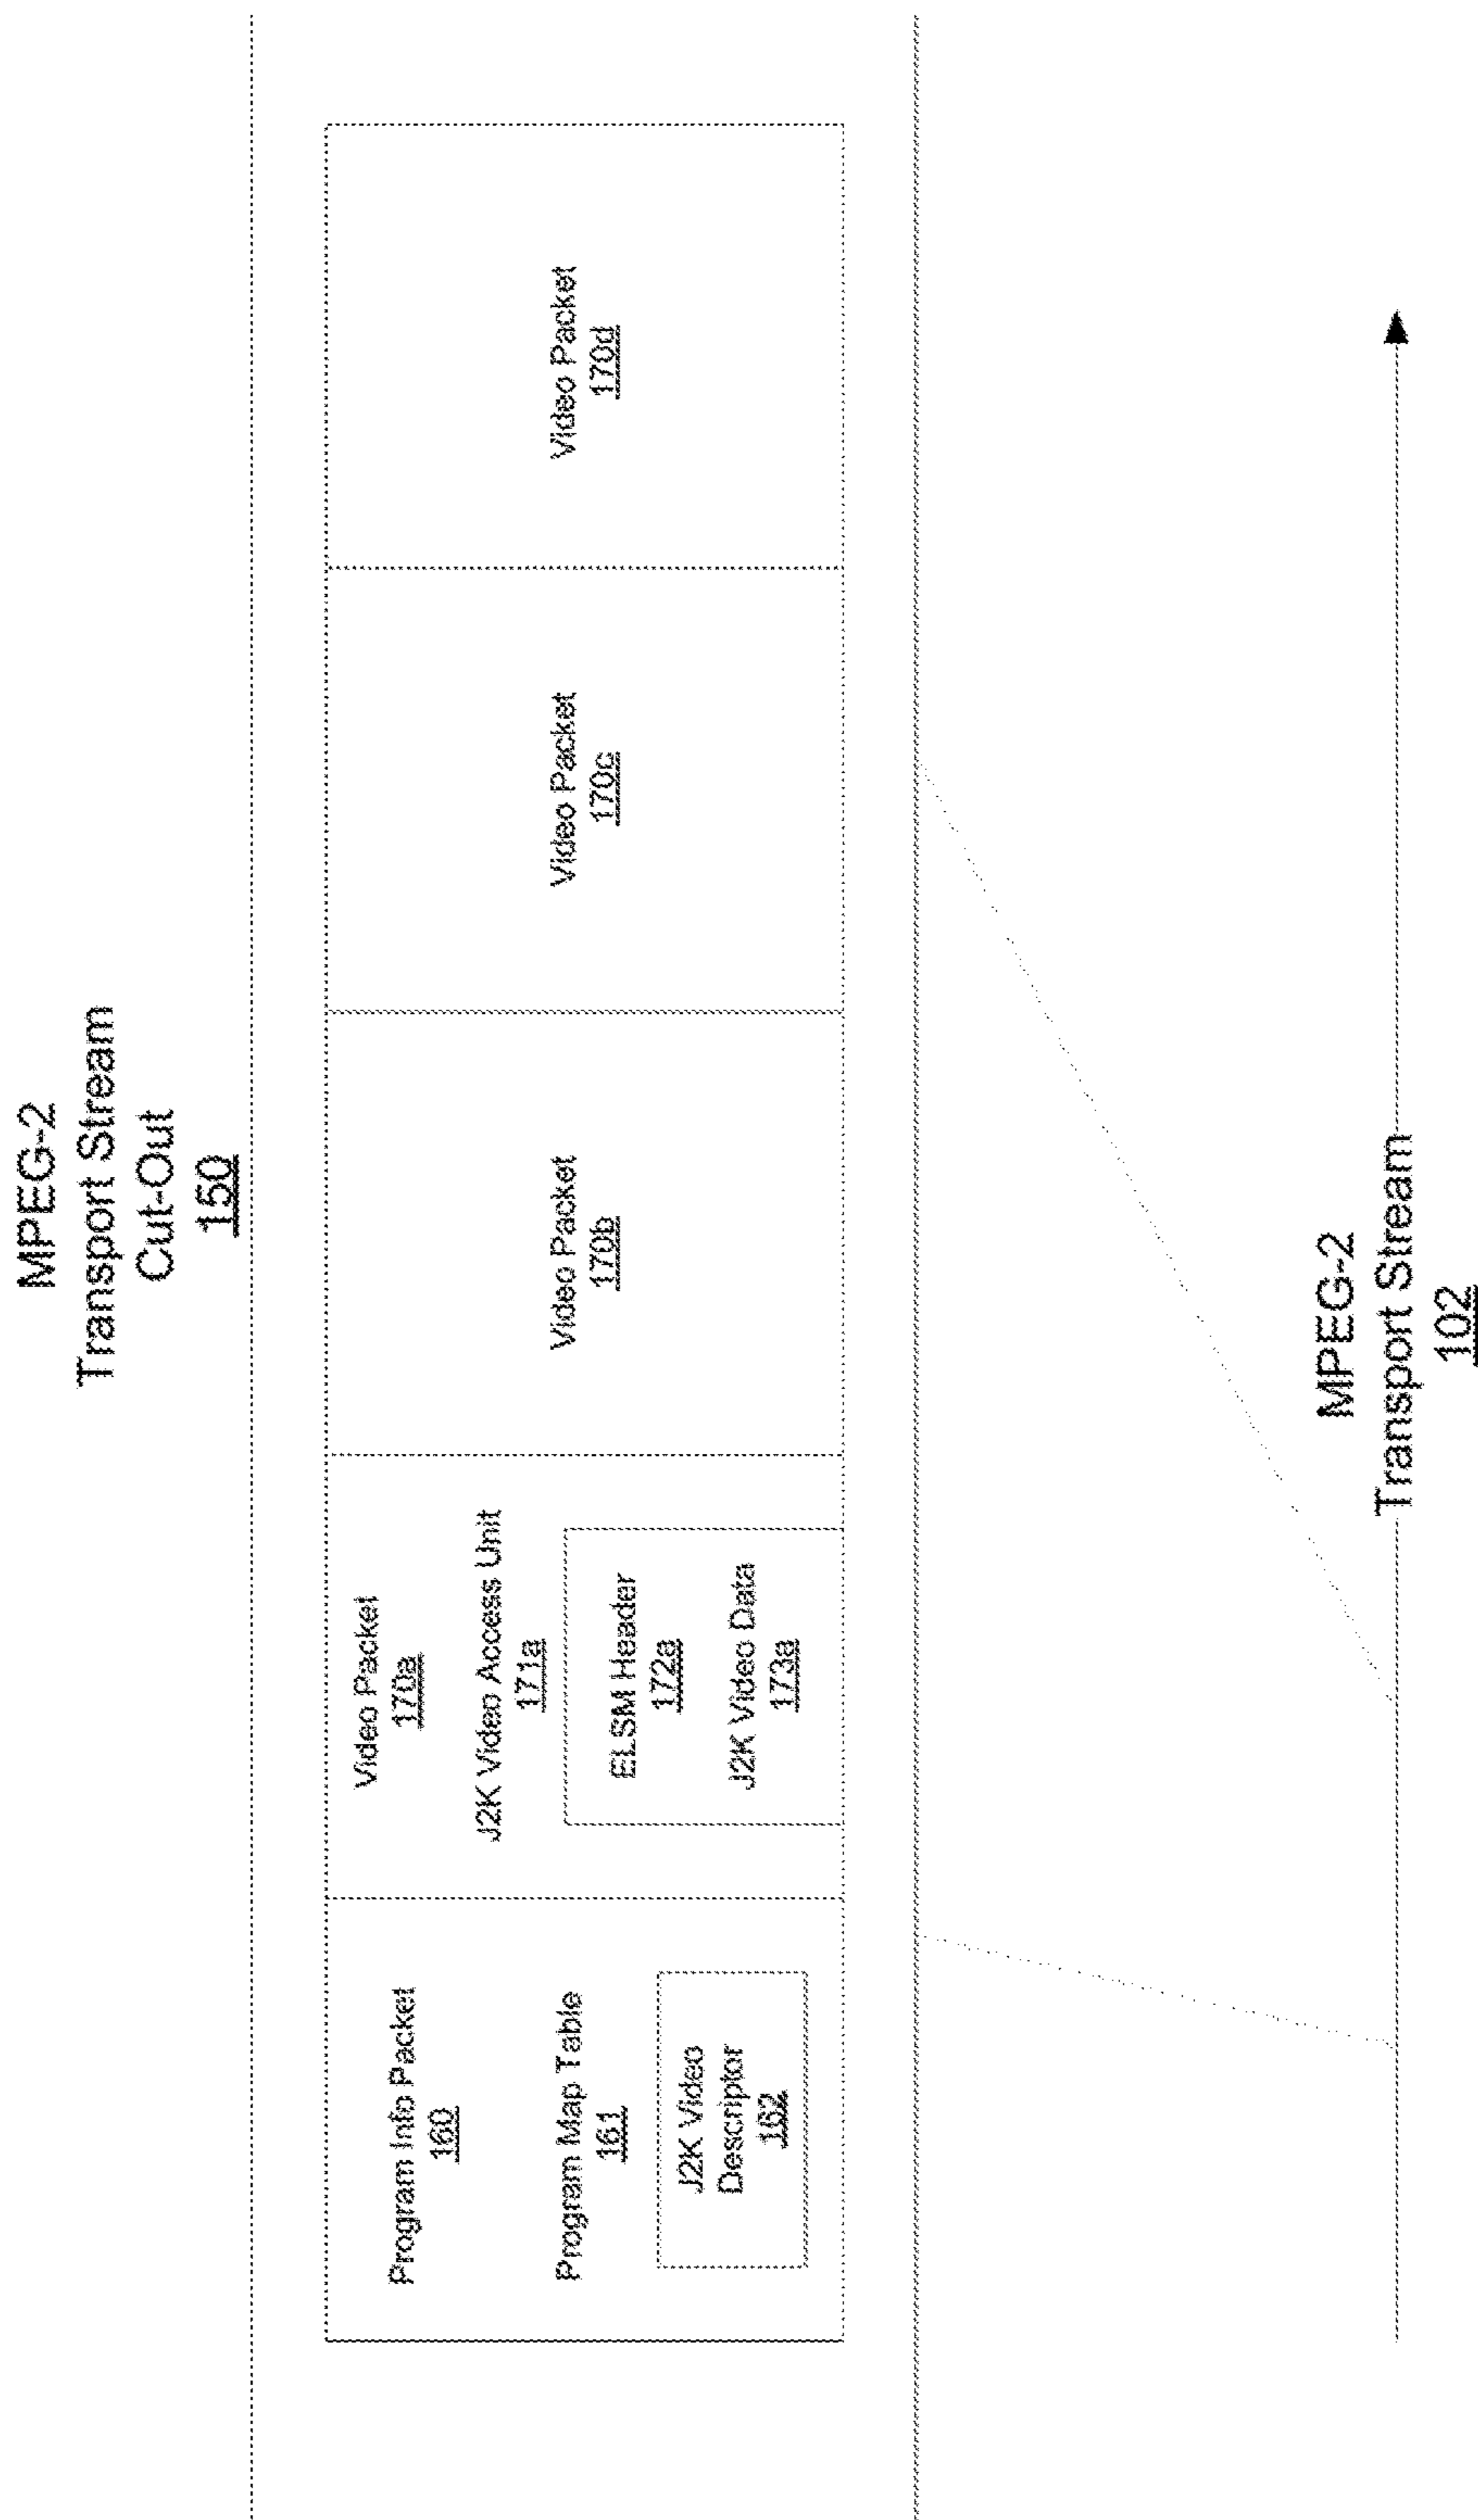 MPEG-2
Transport Stream
Cut-Out
150
Program Info Packet
160
Program Map Table
161
J2K Video
Descriptor
162
Video Packet
170a
J2K Video Access Unit
171a
ELSM Header
172a
J2K Video Data
173a
Video Packet
170b
Video Packet
170c
Video Packet
170d
MPEG-2
Transport Stream
102